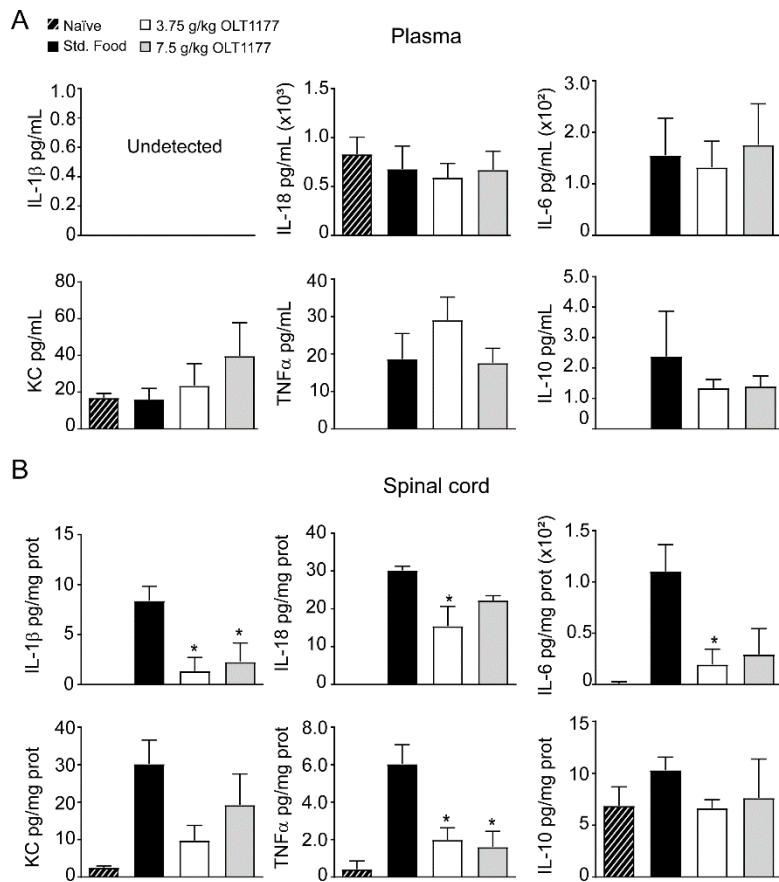 A
Naïve
3.75 g/kg OLT1177
Std. Food
7.5 g/kg OLT1177
Plasma
IL-1β pg/mL
1.0
0.8
0.6
0.4
0.2
0
Undetected
IL-18 pg/mL (x10³)
1.5
1.0
0.5
0
IL-6 pg/mL (x10²)
3.0
2.0
1.0
0
KC pg/mL
80
60
40
20
0
TNFα pg/mL
40
30
20
10
0
IL-10 pg/mL
5.0
4.0
3.0
2.0
1.0
0
B
Spinal cord
IL-1β pg/mg prot
15
10
5
0
* *
IL-18 pg/mg prot
40
30
20
10
0
*
IL-6 pg/mg prot (x10²)
1.5
1.0
0.5
0
*
KC pg/mg prot
40
30
20
10
0
TNFα pg/mg prot
8.0
6.0
4.0
2.0
0
* *
IL-10 pg/mg prot
15
10
5
0